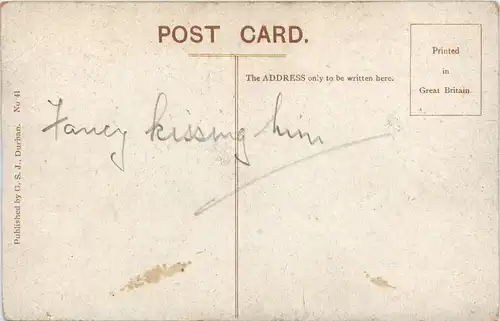 POST CARD.
The ADDRESS only to be written here.
Printed
in
Great Britain
Published by G. S. J., Durban. No 41
Fancy kissing him